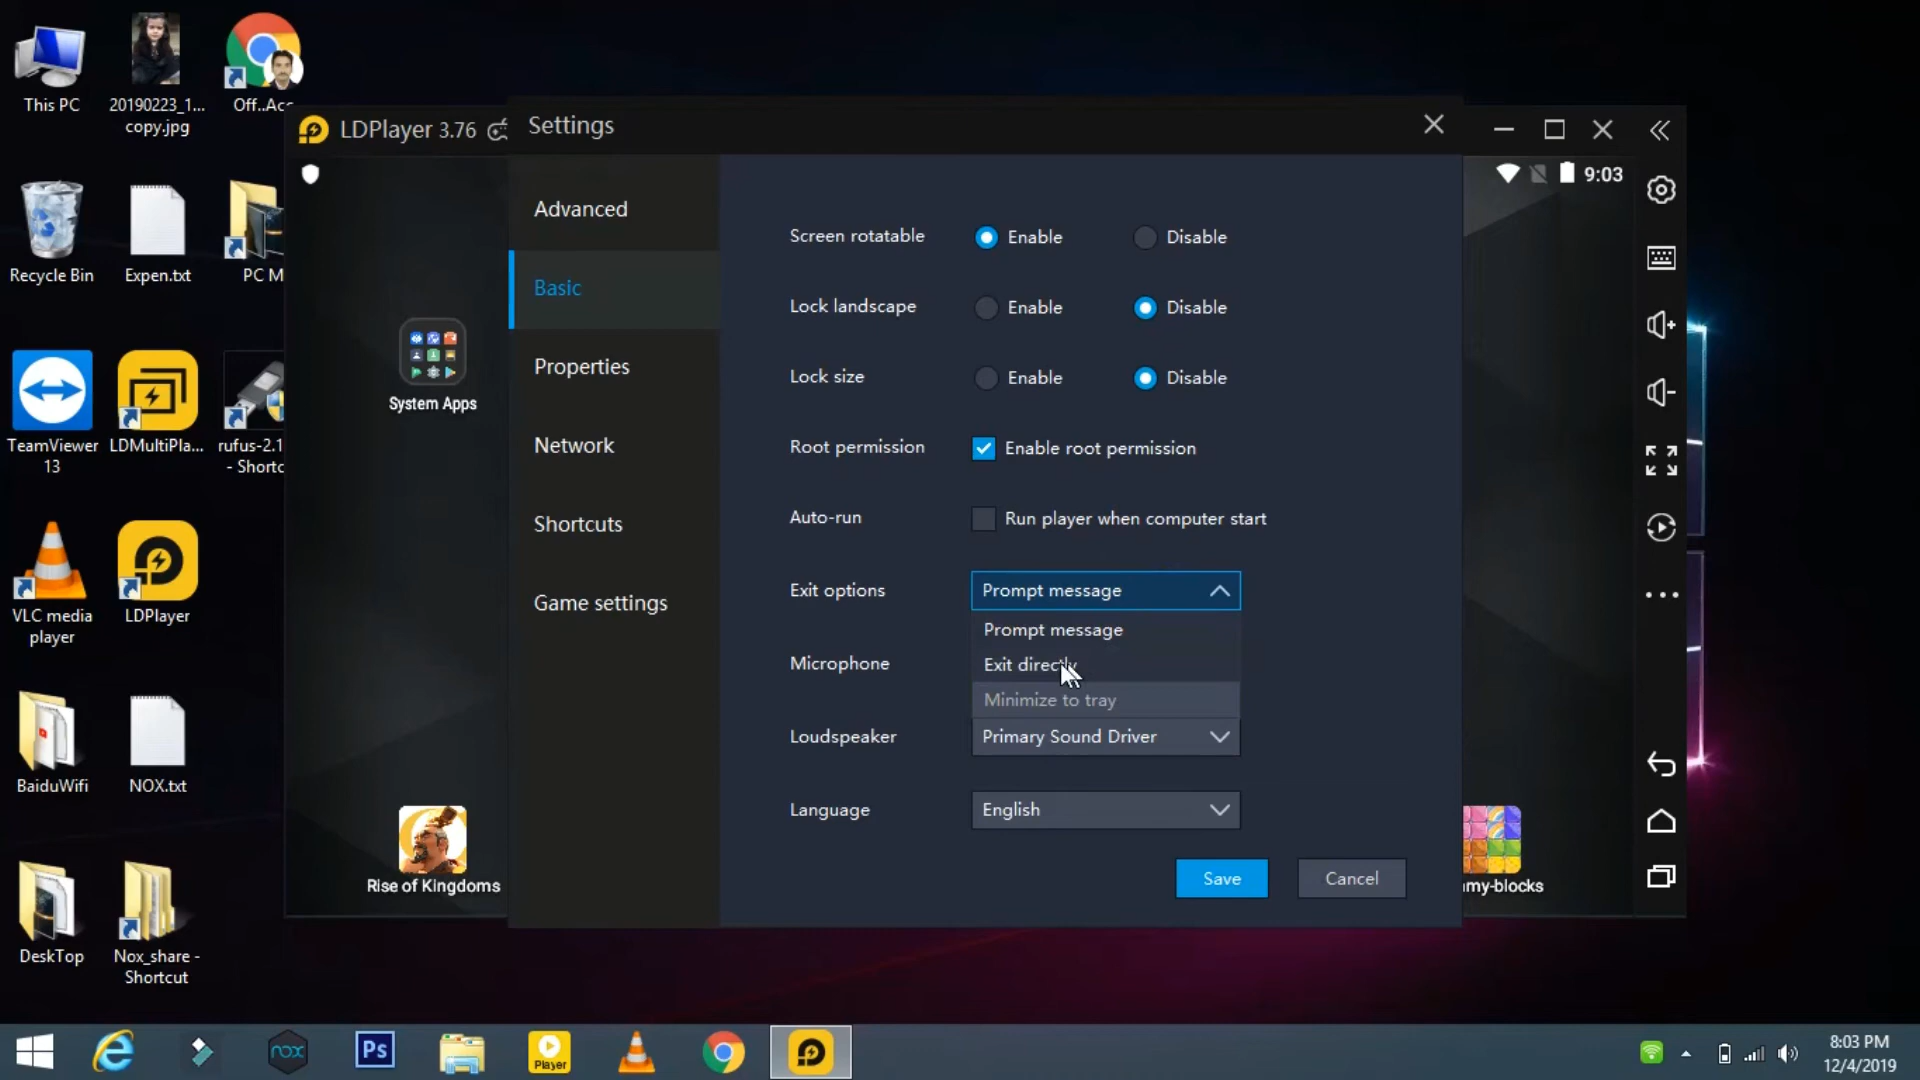 This PC
20190223_1...
copy.jpg
Off..Acc
Recycle Bin
Expen.txt
PC M
TeamViewer
13
LDMultiPla...
rufus-2.1
- Shortc
VLC media
player
LDPlayer
BaiduWifi
NOX.txt
DeskTop
Nox_share -
Shortcut
LDPlayer 3.76
9:03
System Apps
Rise of Kingdoms
my-blocks
Settings
Advanced
Basic
Properties
Network
Shortcuts
Game settings
Screen rotatable Enable Disable
Lock landscape Enable Disable
Lock size Enable Disable
Root permission Enable root permission
Auto-run Run player when computer start
Exit options Prompt message
Prompt message
Microphone Exit directly
Minimize to tray
Loudspeaker Primary Sound Driver
Language English
Save Cancel
nox
Ps
Player
8:03 PM
12/4/2019